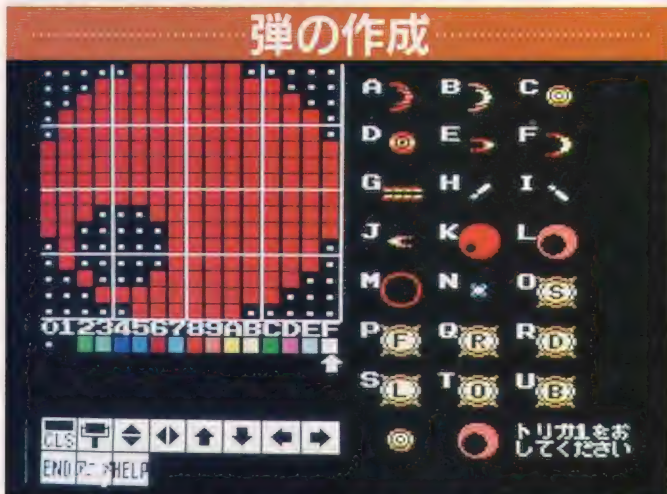 弾の作成
A B C
D E F
G H I
J K L
M N O S
P F Q R R D
S L T O U B
0123456789ABCDEF
トリガ1をお
してください
CLS
END HELP